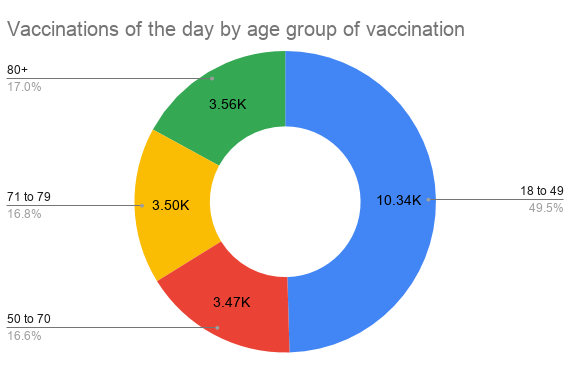 Vaccinations of the day by age group of vaccination
80+
17.0%
3.56K
71 to 79
16.8%
3.50K
10.34K
18 to 49
49.5%
3.47K
50 to 70
16.6%